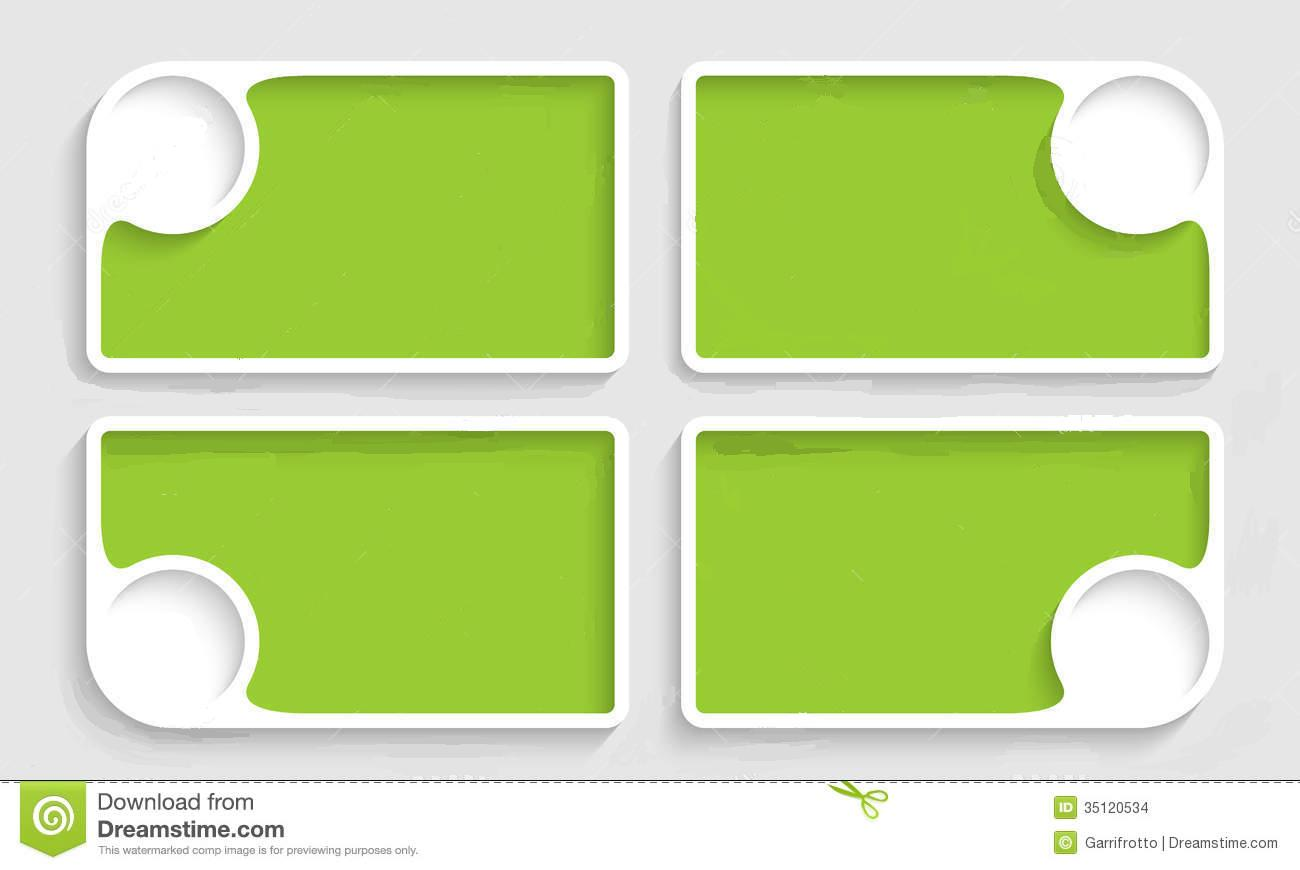 Download from
Dreamstime.com
This watermarked comp image is for previewing purposes only.
ID 35120534
© Garrifrotto | Dreamstime.com